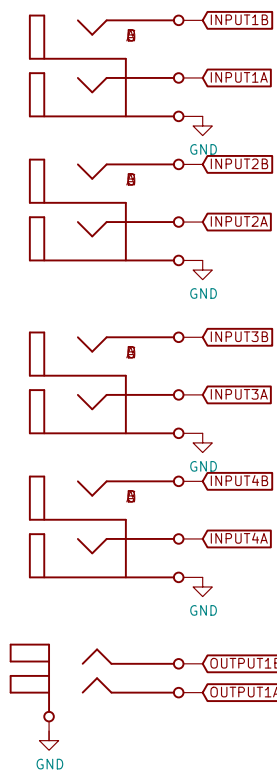 INPUT1B
INPUT1A
GND
INPUT2B
INPUT2A
GND
INPUT3B
INPUT3A
GND
INPUT4B
INPUT4A
GND
OUTPUT1B
OUTPUT1A
GND